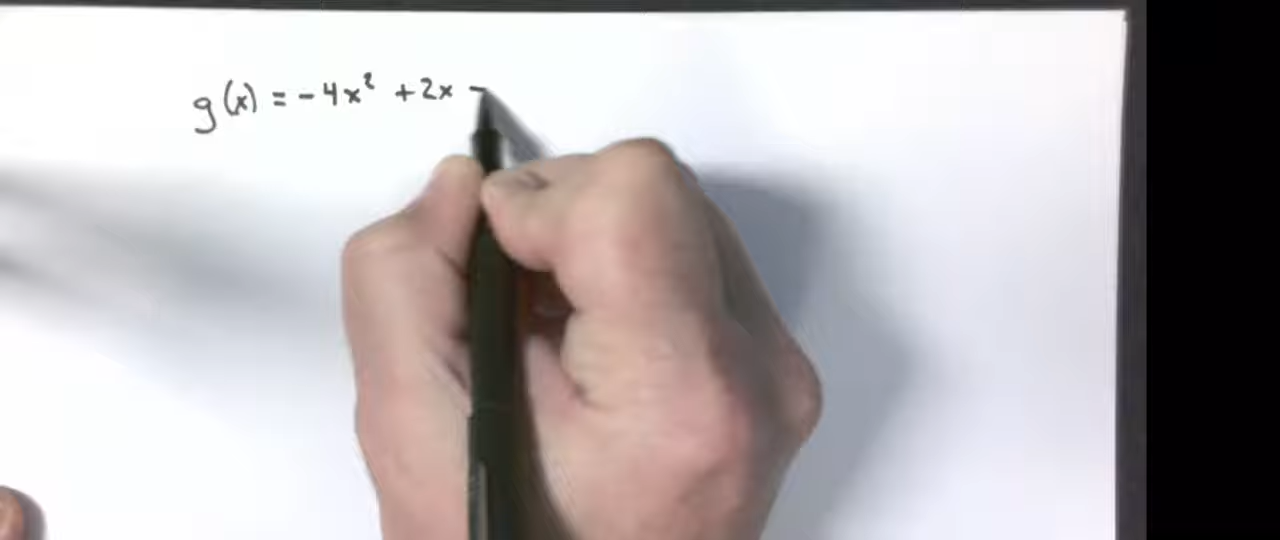 g(x) = -4x² +2x -